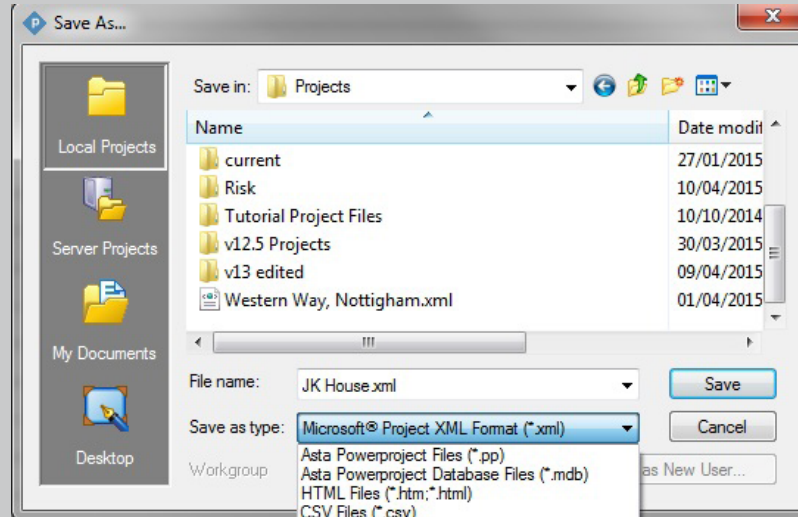 P Save As...
Save in: Projects
Name Date modif
Local Projects
current 27/01/2015
Risk 10/04/2015
Tutorial Project Files 10/10/2014
Server Projects
v12.5 Projects 30/03/2015
v13 edited 09/04/2015
Western Way, Nottigham.xml 01/04/2015
My Documents
File name: JK House.xml Save
Save as type: Microsoft® Project XML Format (*.xml) Cancel
Desktop
Asta Powerproject Files (*.pp)
Workgroup Asta Powerproject Database Files (*.mdb) as New User...
HTML Files (*.htm;*.html)
CSV Files (*.csv)